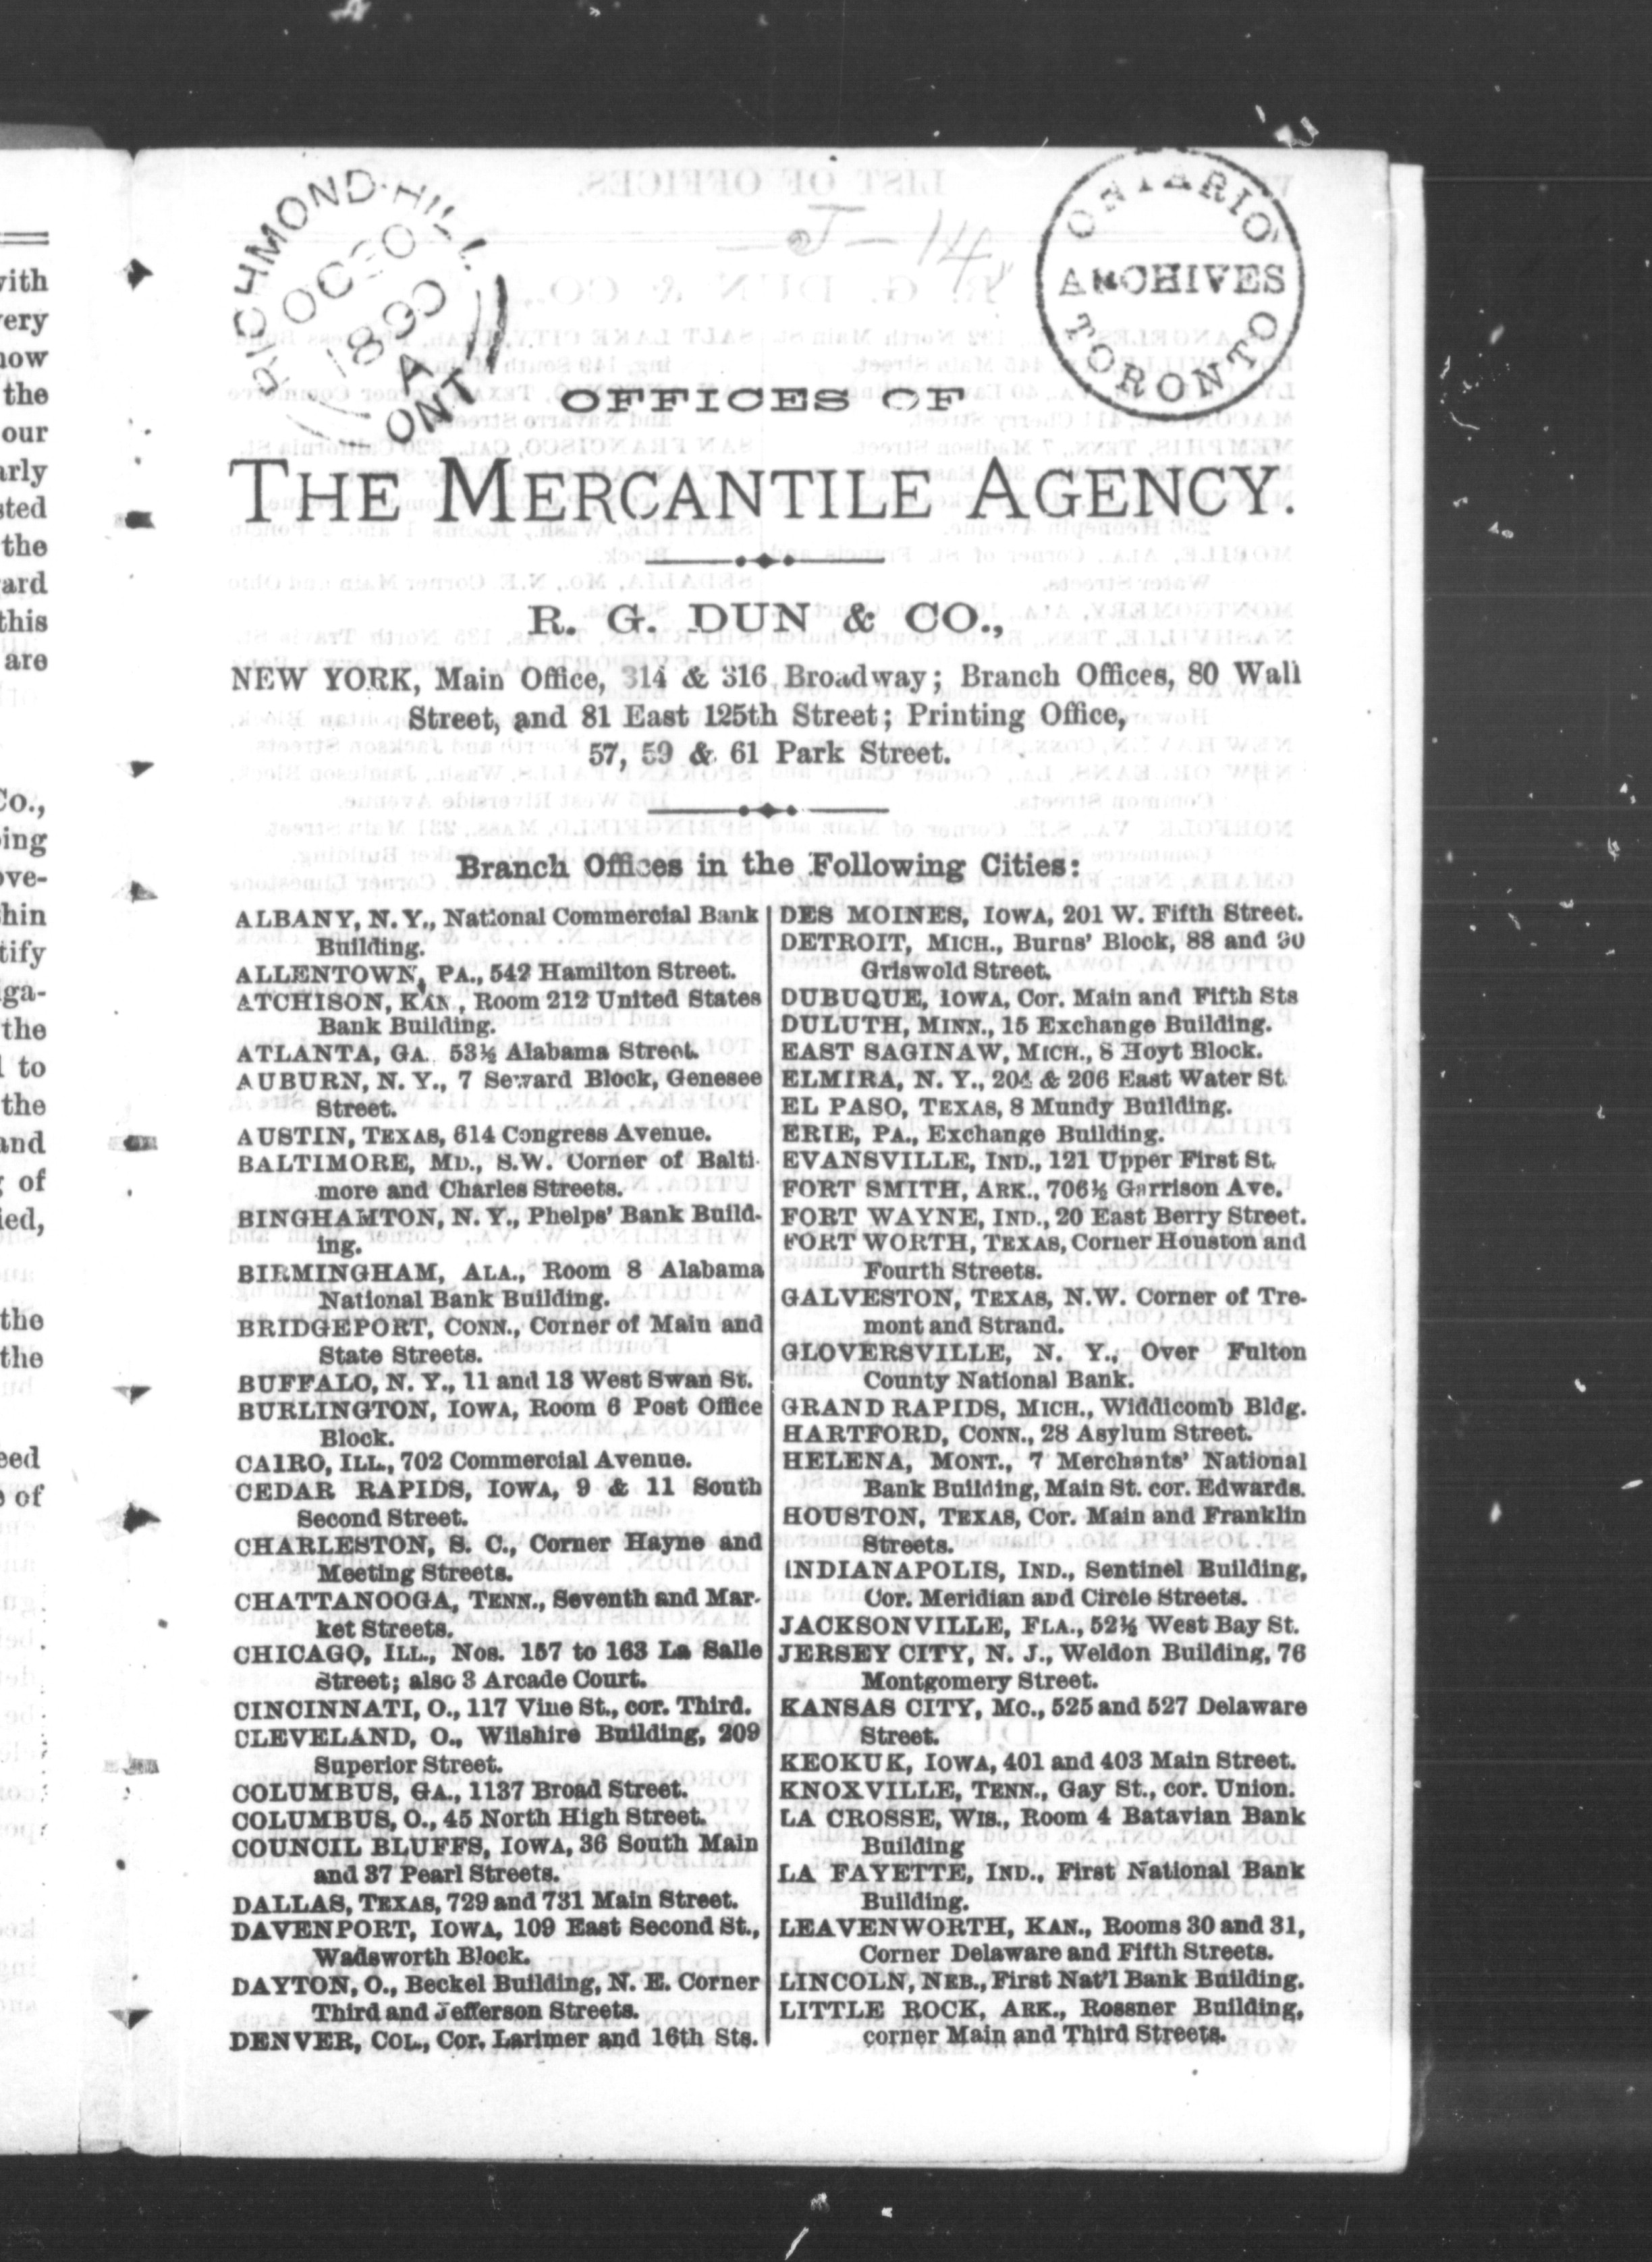 RICHMOND-HILL
OC 30
1890
A
ONT
J-14
ONTARIO
ARCHIVES
TORONTO
OFFICES OF
THE MERCANTILE AGENCY.
R. G. DUN & CO.,
NEW YORK, Main Office, 314 & 316 Broadway; Branch Offices, 80 Wall
Street, and 81 East 125th Street; Printing Office,
57, 59 & 61 Park Street.
Branch Offices in the Following Cities:
ALBANY, N. Y., National Commercial Bank
Building.
ALLENTOWN, PA., 542 Hamilton Street.
ATCHISON, KAN., Room 212 United States
Bank Building.
ATLANTA, GA. 53½ Alabama Street.
AUBURN, N. Y., 7 Seward Block, Genesee
Street.
AUSTIN, TEXAS, 614 Congress Avenue.
BALTIMORE, MD., S.W. Corner of Balti-
more and Charles Streets.
BINGHAMTON, N. Y., Phelps' Bank Build-
ing.
BIRMINGHAM, ALA., Room 8 Alabama
National Bank Building.
BRIDGEPORT, CONN., Corner of Main and
State Streets.
BUFFALO, N. Y., 11 and 13 West Swan St.
BURLINGTON, IOWA, Room 6 Post Office
Block.
CAIRO, ILL., 702 Commercial Avenue.
CEDAR RAPIDS, IOWA, 9 & 11 South
Second Street.
CHARLESTON, S. C., Corner Hayne and
Meeting Streets.
CHATTANOOGA, TENN., Seventh and Mar-
ket Streets.
CHICAGO, ILL., Nos. 157 to 163 La Salle
Street; also 3 Arcade Court.
CINCINNATI, O., 117 Vine St., cor. Third.
CLEVELAND, O., Wilshire Building, 209
Superior Street.
COLUMBUS, GA., 1137 Broad Street.
COLUMBUS, O., 45 North High Street.
COUNCIL BLUFFS, IOWA, 36 South Main
and 37 Pearl Streets.
DALLAS, TEXAS, 729 and 731 Main Street.
DAVENPORT, IOWA, 109 East Second St.,
Wadsworth Block.
DAYTON, O., Beckel Building, N. E. Corner
Third and Jefferson Streets.
DENVER, COL., Cor. Larimer and 16th Sts.
DES MOINES, IOWA, 201 W. Fifth Street.
DETROIT, MICH., Burns' Block, 88 and 90
Griswold Street.
DUBUQUE, IOWA, Cor. Main and Fifth Sts
DULUTH, MINN., 15 Exchange Building.
EAST SAGINAW, MICH., 8 Hoyt Block.
ELMIRA, N. Y., 204 & 206 East Water St.
EL PASO, TEXAS, 8 Mundy Building.
ERIE, PA., Exchange Building.
EVANSVILLE, IND., 121 Upper First St.
FORT SMITH, ARK., 706½ Garrison Ave.
FORT WAYNE, IND., 20 East Berry Street.
FORT WORTH, TEXAS, Corner Houston and
Fourth Streets.
GALVESTON, TEXAS, N.W. Corner of Tre-
mont and Strand.
GLOVERSVILLE, N. Y., Over Fulton
County National Bank.
GRAND RAPIDS, MICH., Widdicomb Bldg.
HARTFORD, CONN., 28 Asylum Street.
HELENA, MONT., 7 Merchants' National
Bank Building, Main St. cor. Edwards.
HOUSTON, TEXAS, Cor. Main and Franklin
Streets.
INDIANAPOLIS, IND., Sentinel Building,
Cor. Meridian and Circle Streets.
JACKSONVILLE, FLA., 52½ West Bay St.
JERSEY CITY, N. J., Weldon Building, 76
Montgomery Street.
KANSAS CITY, MO., 525 and 527 Delaware
Street.
KEOKUK, IOWA, 401 and 403 Main Street.
KNOXVILLE, TENN., Gay St., cor. Union.
LA CROSSE, WIS., Room 4 Batavian Bank
Building
LA FAYETTE, IND., First National Bank
Building.
LEAVENWORTH, KAN., Rooms 30 and 31,
Corner Delaware and Fifth Streets.
LINCOLN, NEB., First Nat'l Bank Building.
LITTLE ROCK, ARK., Rossner Building,
corner Main and Third Streets.